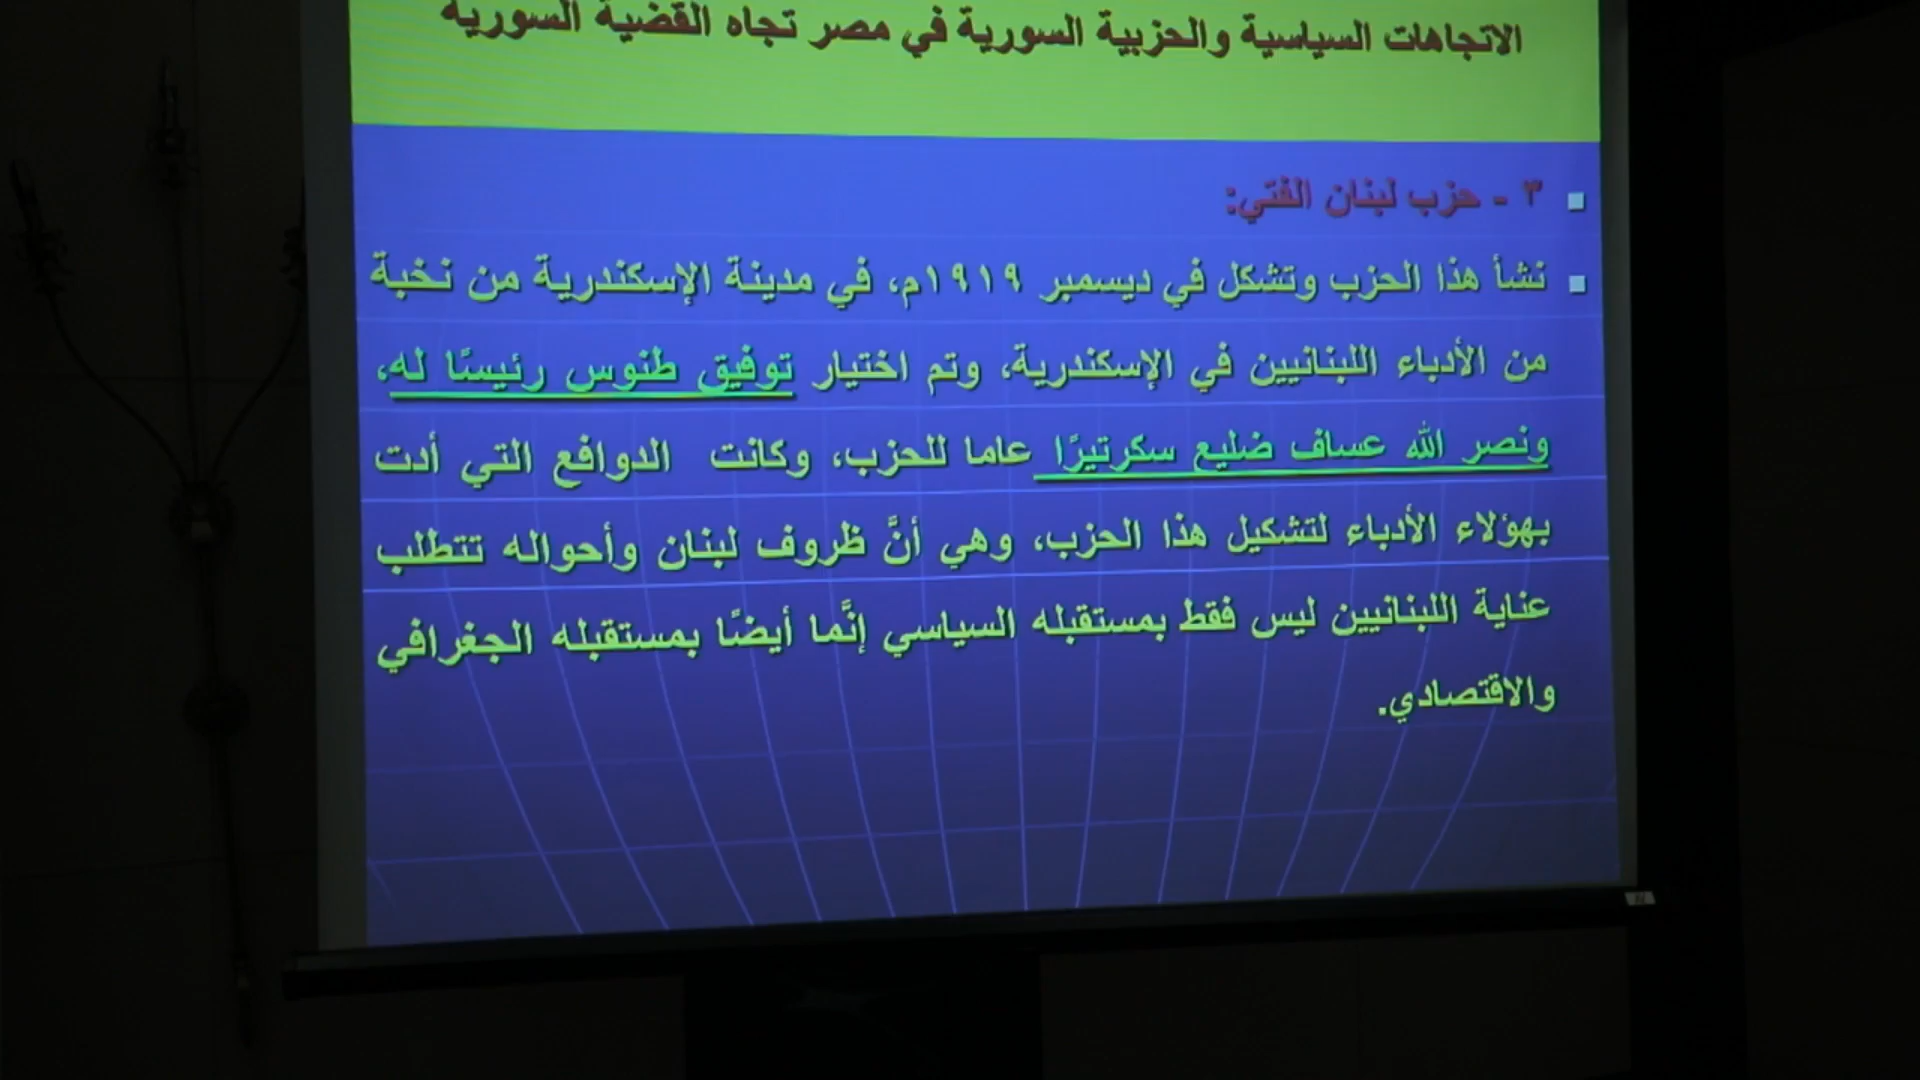 الاتجاهات السياسية والحزبية السورية في مصر تجاه القضية السورية
٣ - حزب لبنان الفتي:
نشأ هذا الحزب وتشكل في ديسمبر ١٩١٩م، في مدينة الإسكندرية من نخبة
من الأدباء اللبنانيين في الإسكندرية، وتم اختيار توفيق طنوس رئيسًا له،
ونصر الله عساف ضليع سكرتيرًا عاما للحزب، وكانت الدوافع التي أدت
بهؤلاء الأدباء لتشكيل هذا الحزب، وهي أنَّ ظروف لبنان وأحواله تتطلب
عناية اللبنانيين ليس فقط بمستقبله السياسي إنَّما أيضًا بمستقبله الجغرافي
والاقتصادي.